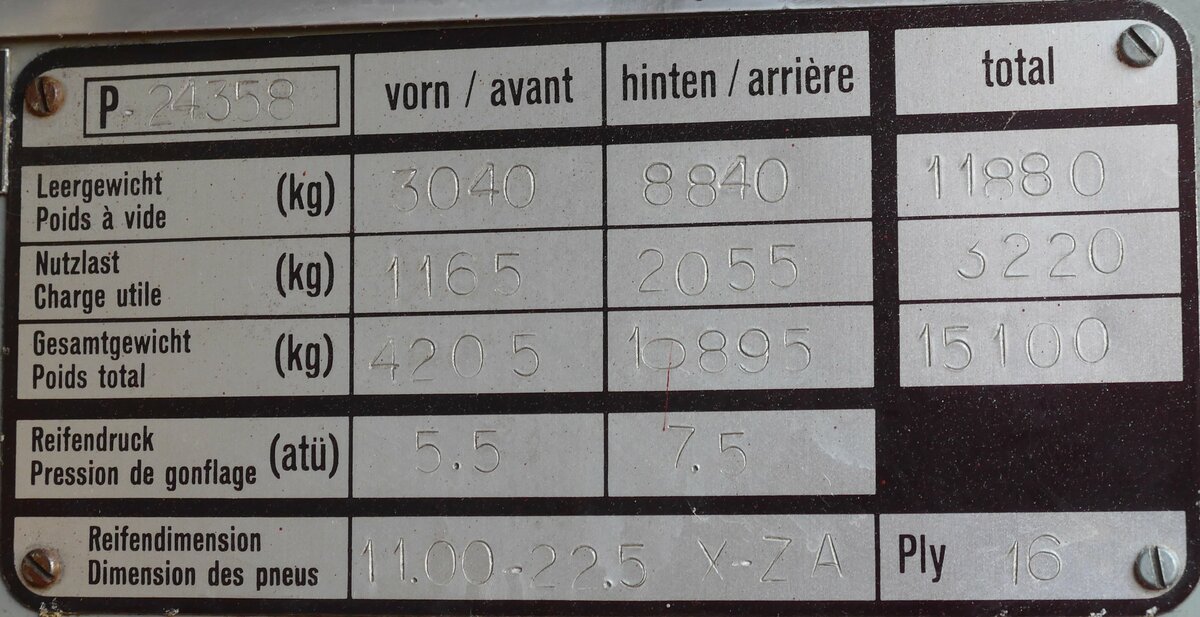 P-24358 vorn / avant hinten / arrière total
Leergewicht
Poids à vide (kg) 3040 8840 11880
Nutzlast
Charge utile (kg) 1165 2055 3220
Gesamtgewicht
Poids total (kg) 4205 10895 15100
Reifendruck
Pression de gonflage (atü) 5.5 7.5
Reifendimension
Dimension des pneus 11.00-22.5 X-ZA Ply 16